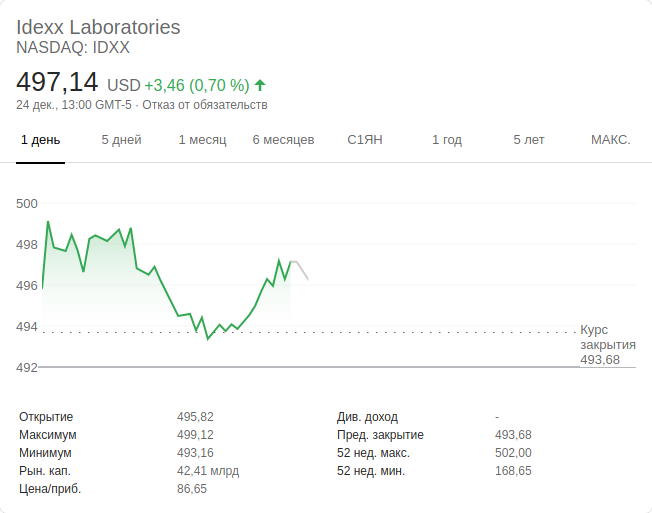 Idexx Laboratories
NASDAQ: IDXX
497,14 USD +3,46 (0,70 %)
24 дек., 13:00 GMT-5 · Отказ от обязательств
1 день 5 дней 1 месяц 6 месяцев С1ЯН 1 год 5 лет МАКС.
500
498
496
494
Курс
закрытия
493,68
492
Открытие 495,82 Див. доход -
Максимум 499,12 Пред. закрытие 493,68
Минимум 493,16 52 нед. макс. 502,00
Рын. кап. 42,41 млрд 52 нед. мин. 168,65
Цена/приб. 86,65